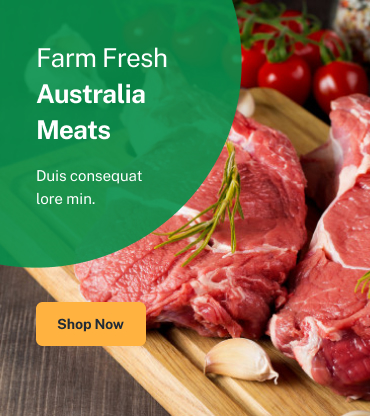 Farm Fresh
Australia
Meats
Duis consequat
lore min.
Shop Now